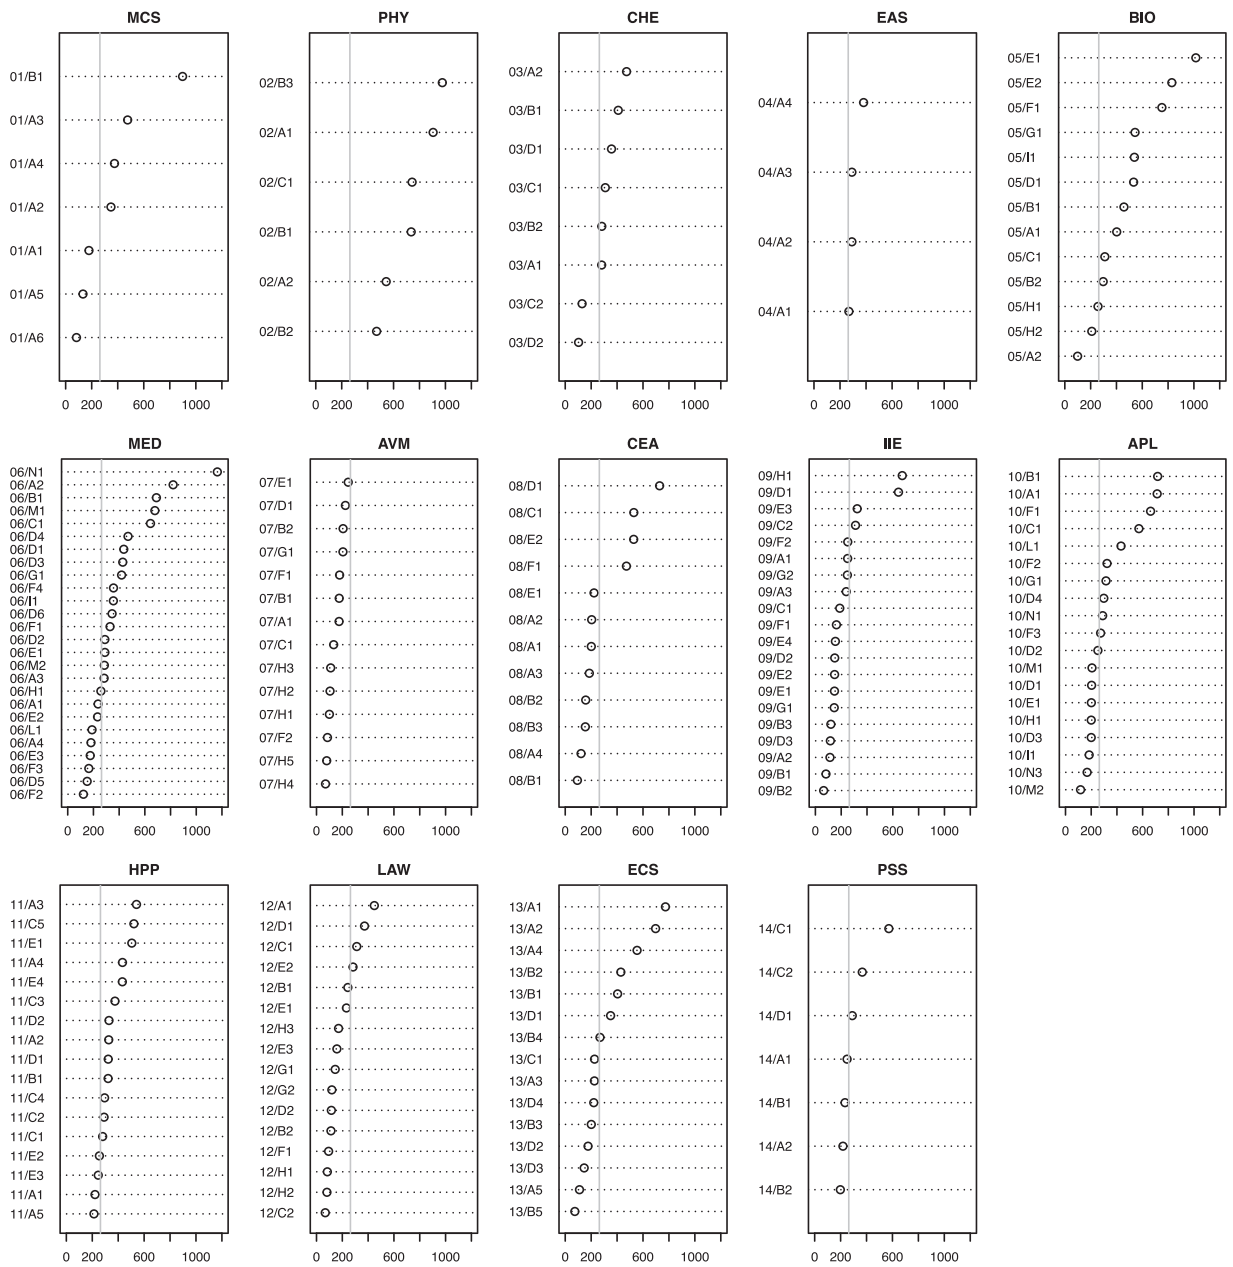 MCS
01/B1
01/A3
01/A4
01/A2
01/A1
01/A5
01/A6
0 200 600 1000
PHY
02/B3
02/A1
02/C1
02/B1
02/A2
02/B2
0 200 600 1000
CHE
03/A2
03/B1
03/D1
03/C1
03/B2
03/A1
03/C2
03/D2
0 200 600 1000
EAS
04/A4
04/A3
04/A2
04/A1
0 200 600 1000
BIO
05/E1
05/E2
05/F1
05/G1
05/I1
05/D1
05/B1
05/A1
05/C1
05/B2
05/H1
05/H2
05/A2
0 200 600 1000
MED
06/N1
06/A2
06/B1
06/M1
06/C1
06/D4
06/D1
06/D3
06/G1
06/F4
06/I1
06/D6
06/F1
06/D2
06/E1
06/M2
06/A3
06/H1
06/A1
06/E2
06/L1
06/A4
06/E3
06/F3
06/D5
06/F2
0 200 600 1000
AVM
07/E1
07/D1
07/B2
07/G1
07/F1
07/B1
07/A1
07/C1
07/H3
07/H2
07/H1
07/F2
07/H5
07/H4
0 200 600 1000
CEA
08/D1
08/C1
08/E2
08/F1
08/E1
08/A2
08/A1
08/A3
08/B2
08/B3
08/A4
08/B1
0 200 600 1000
IIE
09/H1
09/D1
09/E3
09/C2
09/F2
09/A1
09/G2
09/A3
09/C1
09/F1
09/E4
09/D2
09/E2
09/E1
09/G1
09/B3
09/D3
09/A2
09/B1
09/B2
0 200 600 1000
APL
10/B1
10/A1
10/F1
10/C1
10/L1
10/F2
10/G1
10/D4
10/N1
10/F3
10/D2
10/M1
10/D1
10/E1
10/H1
10/D3
10/I1
10/N3
10/M2
0 200 600 1000
HPP
11/A3
11/C5
11/E1
11/A4
11/E4
11/C3
11/D2
11/A2
11/D1
11/B1
11/C4
11/C2
11/C1
11/E2
11/E3
11/A1
11/A5
0 200 600 1000
LAW
12/A1
12/D1
12/C1
12/E2
12/B1
12/E1
12/H3
12/E3
12/G1
12/G2
12/D2
12/B2
12/F1
12/H1
12/H2
12/C2
0 200 600 1000
ECS
13/A1
13/A2
13/A4
13/B2
13/B1
13/D1
13/B4
13/C1
13/A3
13/D4
13/B3
13/D2
13/D3
13/A5
13/B5
0 200 600 1000
PSS
14/C1
14/C2
14/D1
14/A1
14/B1
14/A2
14/B2
0 200 600 1000